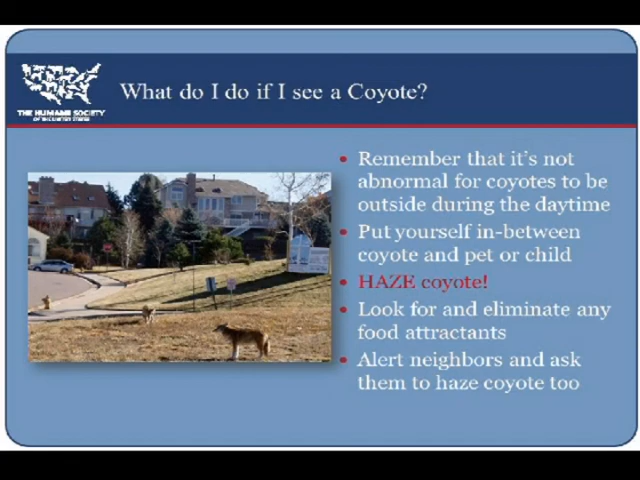 What do I do if I see a Coyote?
THE HUMANE SOCIETY
OF THE UNITED STATES
Remember that it's not
abnormal for coyotes to be
outside during the daytime
Put yourself in-between
coyote and pet or child
HAZE coyote!
Look for and eliminate any
food attractants
Alert neighbors and ask
them to haze coyote too